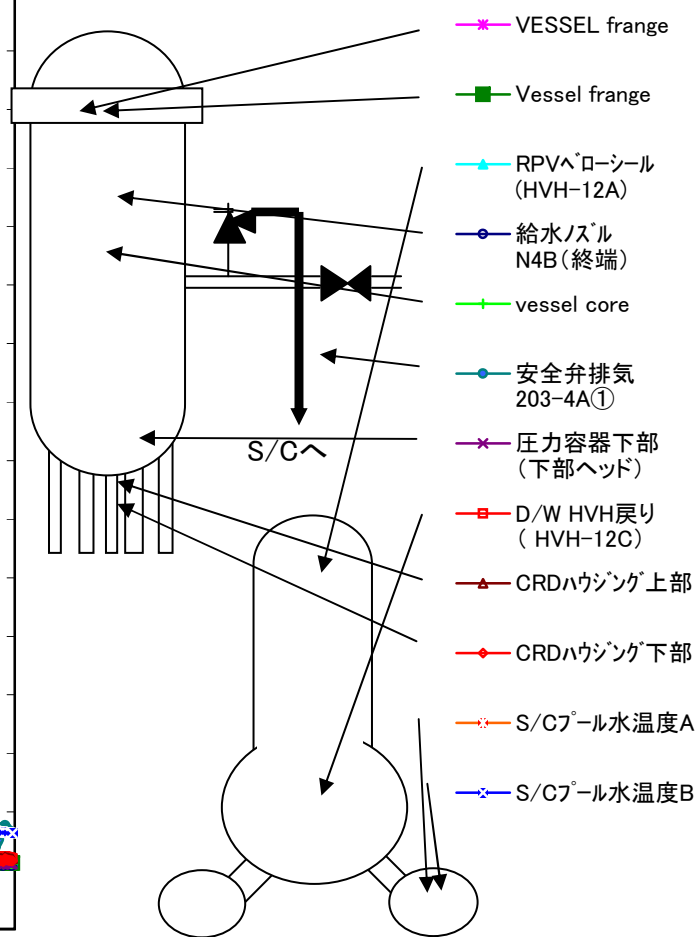 VESSEL frange
Vessel frange
RPVベローシール
(HVH-12A)
給水ノズル
N4B(終端)
vessel core
安全弁排気
203-4A①
圧力容器下部
(下部ヘッド)
S/Cへ
D/W HVH戻り
( HVH-12C)
CRDハウジング上部
CRDハウジング下部
S/Cプール水温度A
S/Cプール水温度B